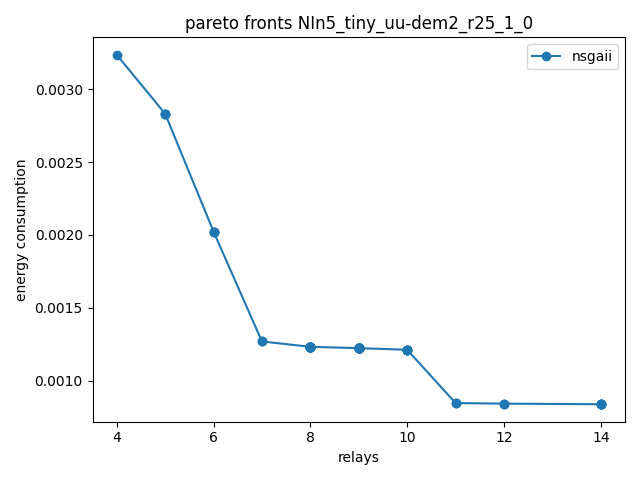 pareto fronts NIn5_tiny_uu-dem2_r25_1_0
nsgaii
0.0030
0.0025
0.0020
0.0015
0.0010
energy consumption
4
6
8
10
12
14
relays